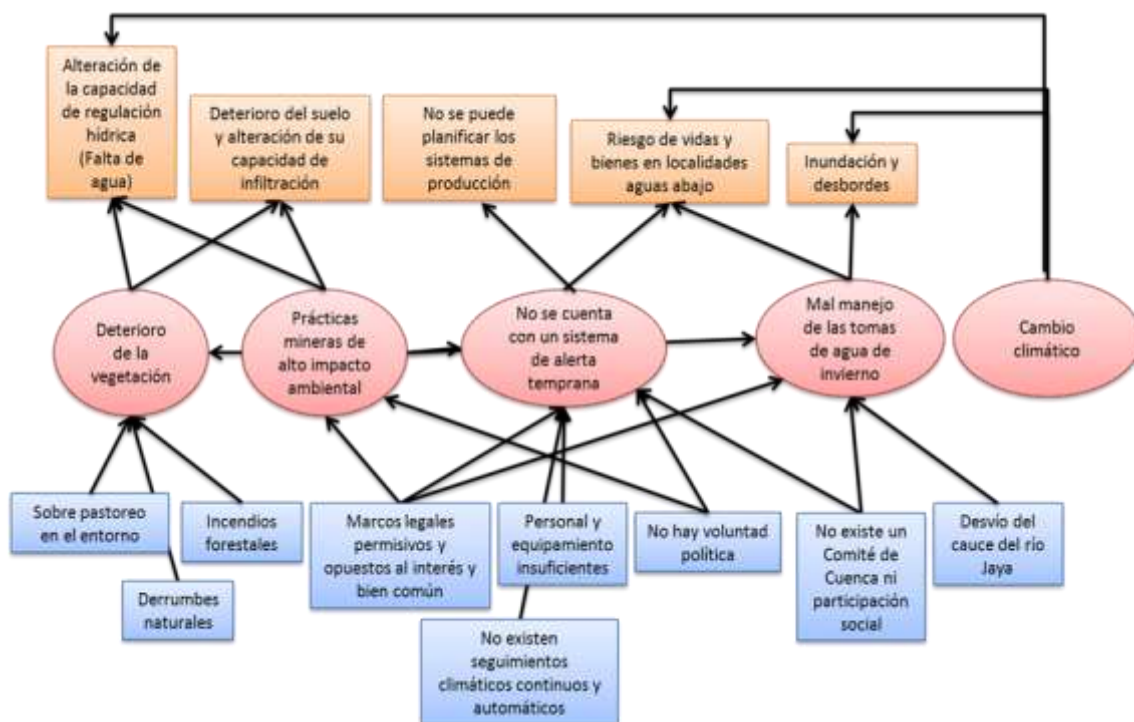 Alteración de
la capacidad
de regulación
hídrica
(Falta de
agua)
Deterioro del suelo
y alteración de su
capacidad de
infiltración
No se puede
planificar los
sistemas de
producción
Riesgo de vidas y
bienes en localidades
aguas abajo
Inundación y
desbordes
Deterioro
de la
vegetación
Prácticas
mineras de
alto impacto
ambiental
No se cuenta
con un sistema
de alerta
temprana
Mal manejo
de las tomas
de agua de
invierno
Cambio
climático
Sobre pastoreo
en el entorno
Derrumbes
naturales
Incendios
forestales
Marcos legales
permisivos y
opuestos al interés y
bien común
No existen
seguimientos
climáticos continuos y
automáticos
Personal y
equipamiento
insuficientes
No hay voluntad
política
No existe un
Comité de
Cuenca ni
participación
social
Desvío del
cauce del río
Jaya